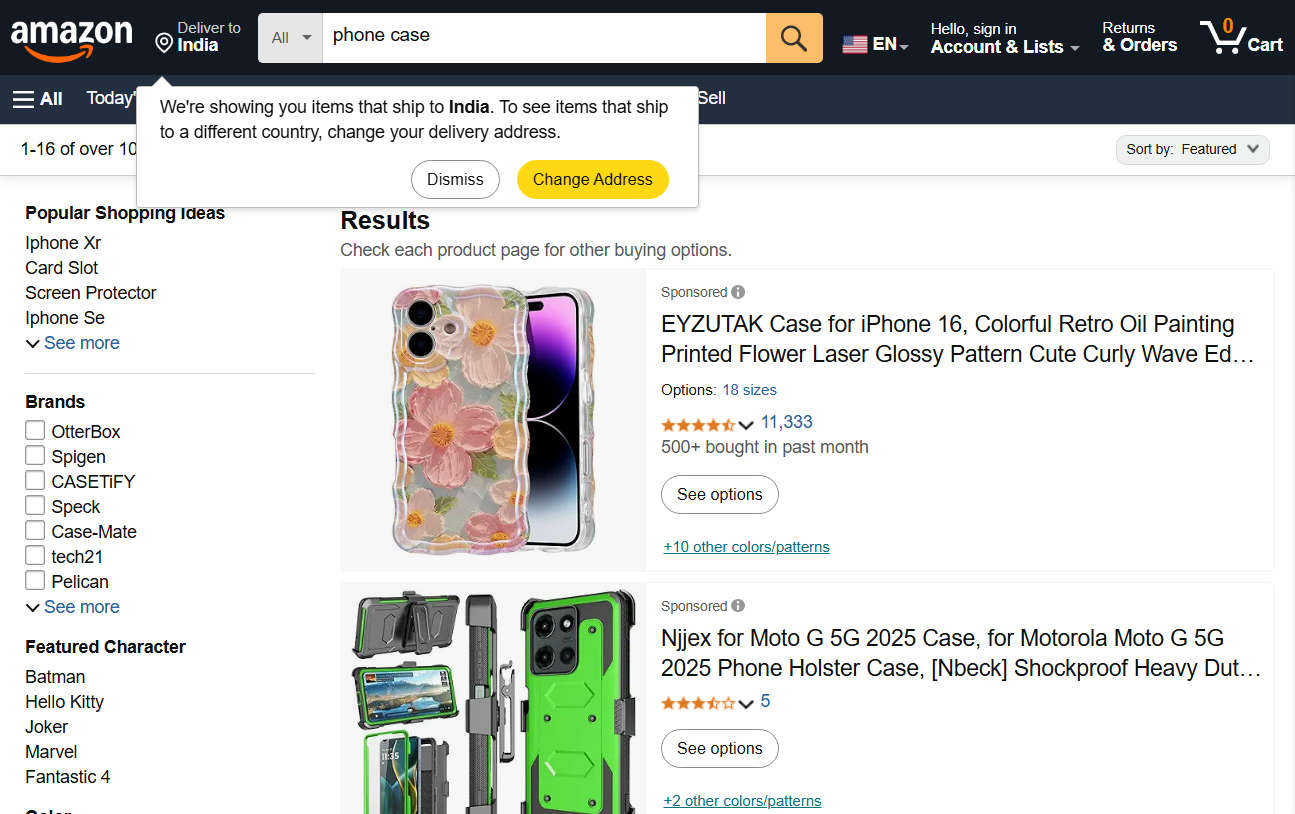 amazon
Deliver to
India
All
phone case
EN
Hello, sign in
Account & Lists
Returns
& Orders
0
Cart
All
Today'
Sell
We're showing you items that ship to India. To see items that ship
to a different country, change your delivery address.
Dismiss
Change Address
1-16 of over 10
Sort by: Featured
Popular Shopping Ideas
Iphone Xr
Card Slot
Screen Protector
Iphone Se
See more
Brands
OtterBox
Spigen
CASETiFY
Speck
Case-Mate
tech21
Pelican
See more
Featured Character
Batman
Hello Kitty
Joker
Marvel
Fantastic 4
Color
Results
Check each product page for other buying options.
Sponsored
EYZUTAK Case for iPhone 16, Colorful Retro Oil Painting
Printed Flower Laser Glossy Pattern Cute Curly Wave Ed…
Options: 18 sizes
11,333
500+ bought in past month
See options
+10 other colors/patterns
Sponsored
Njjex for Moto G 5G 2025 Case, for Motorola Moto G 5G
2025 Phone Holster Case, [Nbeck] Shockproof Heavy Dut…
5
See options
+2 other colors/patterns
11:35